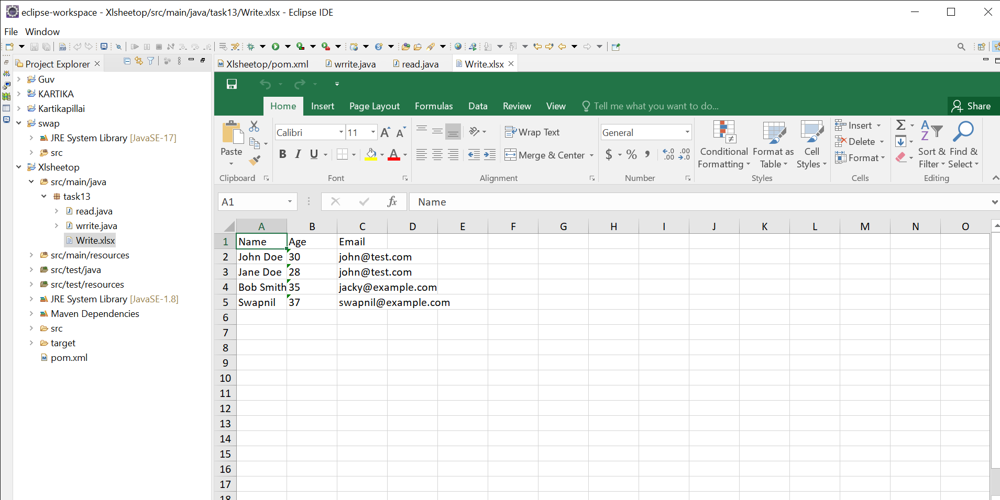 eclipse-workspace - Xlsheetop/src/main/java/task13/Write.xlsx - Eclipse IDE
File Window
Project Explorer
Guv
KARTIKA
Kartikapillai
swap
JRE System Library [JavaSE-17]
src
Xlsheetop
src/main/java
task13
read.java
wrrite.java
Write.xlsx
src/main/resources
src/test/java
src/test/resources
JRE System Library [JavaSE-1.8]
Maven Dependencies
src
target
pom.xml
Xlsheetop/pom.xml wrrite.java read.java Write.xlsx
Home Insert Page Layout Formulas Data Review View Tell me what you want to do... Share
Paste
Clipboard
Calibri 11
B I U
Font
Wrap Text
Merge & Center
Alignment
General
$ % ,
Number
Conditional Formatting
Format as Table
Cell Styles
Styles
Insert
Delete
Format
Cells
Sort & Filter
Find & Select
Editing
A1 fx Name
A B C D E F G H I J K L M N O
1 Name Age Email
2 John Doe 30 john@test.com
3 Jane Doe 28 john@test.com
4 Bob Smith 35 jacky@example.com
5 Swapnil 37 swapnil@example.com
6
7
8
9
10
11
12
13
14
15
16
17
18